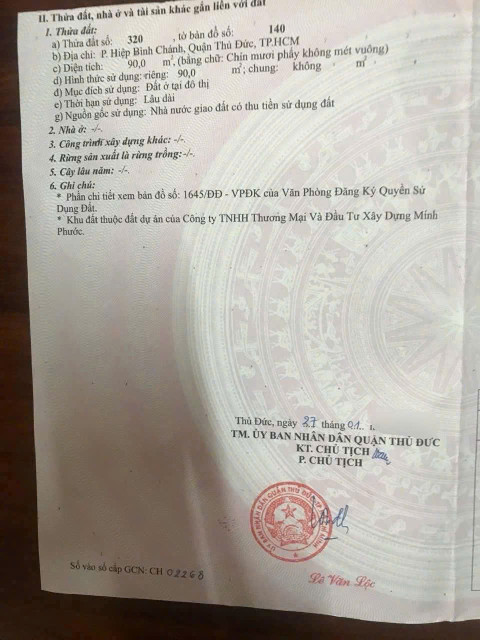 II. Thửa đất, nhà ở và tài sản khác gắn liền với đất
1. Thửa đất:
a) Thửa đất số: 320 , tờ bản đồ số: 140
b) Địa chỉ: P. Hiệp Bình Chánh, Quận Thủ Đức, TP.HCM
c) Diện tích: 90,0 m², (bằng chữ: Chín mươi phẩy không mét vuông)
d) Hình thức sử dụng: riêng: 90,0 m²; chung: không m²
đ) Mục đích sử dụng: Đất ở tại đô thị
e) Thời hạn sử dụng: Lâu dài
g) Nguồn gốc sử dụng: Nhà nước giao đất có thu tiền sử dụng đất
2. Nhà ở: -/-.
3. Công trình xây dựng khác: -/-.
4. Rừng sản xuất là rừng trồng:-/-.
5. Cây lâu năm: -/-.
6. Ghi chú:
* Phần chi tiết xem bản đồ số: 1645/ĐĐ - VPĐK của Văn Phòng Đăng Ký Quyền Sử
Dụng Đất.
* Khu đất thuộc đất dự án của Công ty TNHH Thương Mại Và Đầu Tư Xây Dựng Minh
Phước.
Thủ Đức, ngày 27 tháng 01
TM. ỦY BAN NHÂN DÂN QUẬN THỦ ĐỨC
KT. CHỦ TỊCH
P. CHỦ TỊCH
ỦY BAN NHÂN DÂN QUẬN THỦ ĐỨC
Lê Văn Lộc
Số vào sổ cấp GCN: CH 02268